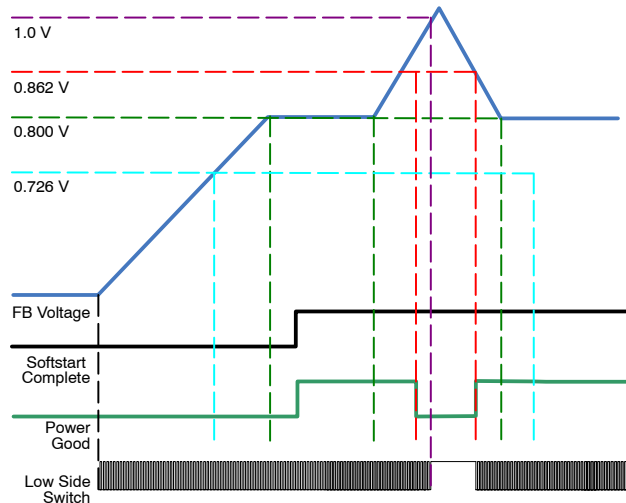 1.0 V
0.862 V
0.800 V
0.726 V
FB Voltage
Softstart
Complete
Power
Good
Low Side
Switch